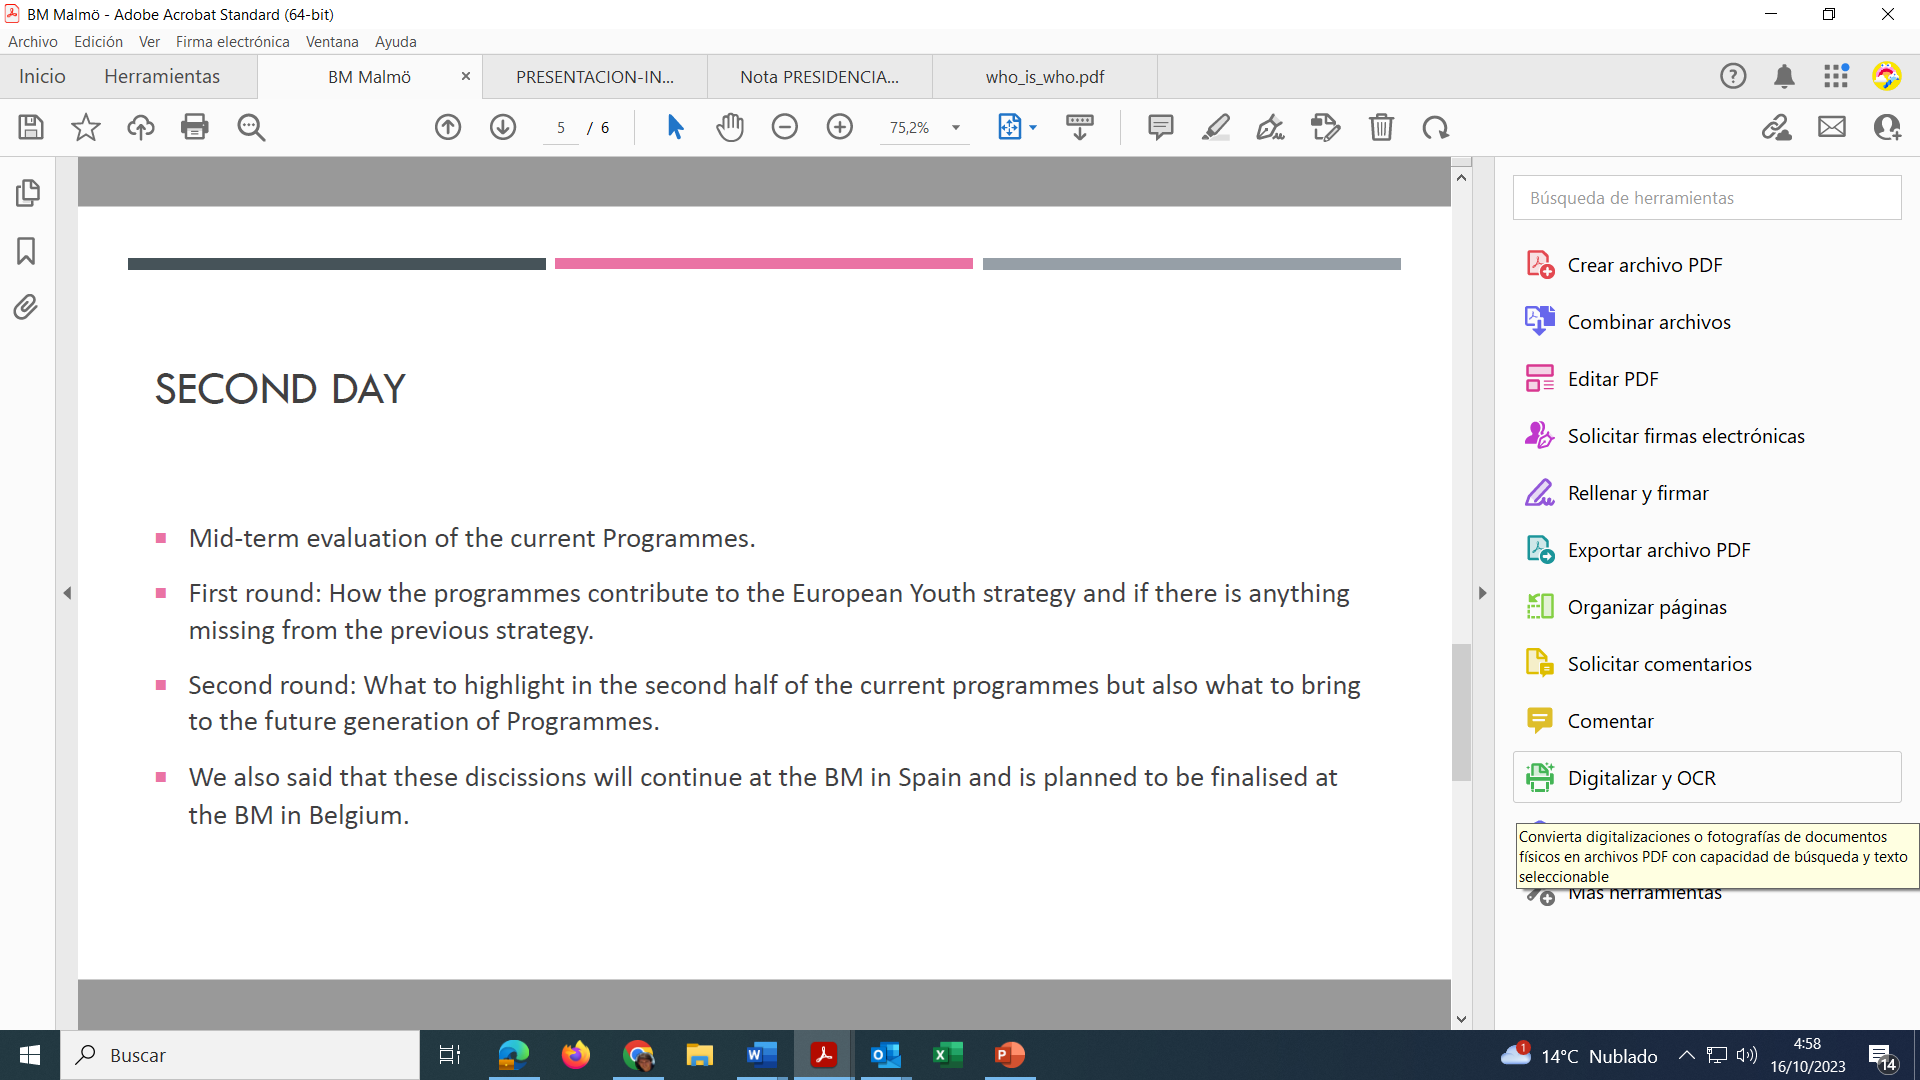 BM Malmö - Adobe Acrobat Standard (64-bit)
Archivo Edición Ver Firma electrónica Ventana Ayuda
Inicio Herramientas BM Malmö PRESENTACION-IN... Nota PRESIDENCIA... who_is_who.pdf
5 / 6 75,2%
Búsqueda de herramientas
Crear archivo PDF
Combinar archivos
Editar PDF
Solicitar firmas electrónicas
Rellenar y firmar
Exportar archivo PDF
Organizar páginas
Solicitar comentarios
Comentar
Digitalizar y OCR
Convierta digitalizaciones o fotografías de documentos
físicos en archivos PDF con capacidad de búsqueda y texto
seleccionable
Más herramientas
SECOND DAY
Mid-term evaluation of the current Programmes.
First round: How the programmes contribute to the European Youth strategy and if there is anything
missing from the previous strategy.
Second round: What to highlight in the second half of the current programmes but also what to bring
to the future generation of Programmes.
We also said that these discissions will continue at the BM in Spain and is planned to be finalised at
the BM in Belgium.
Buscar
1
14°C Nublado
4:58
16/10/2023
14